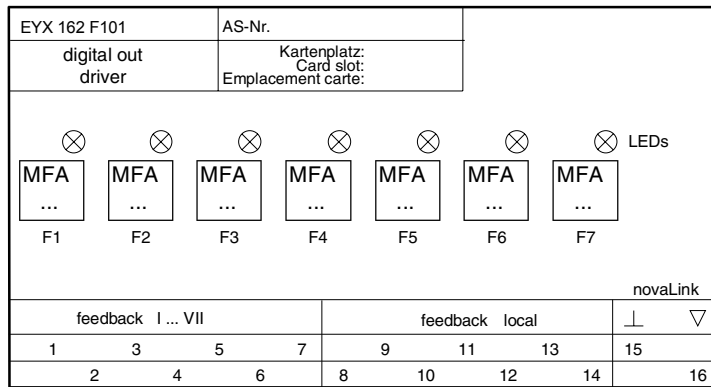 EYX 162 F101 AS-Nr.
digital out
driver
Kartenplatz:
Card slot:
Emplacement carte:
LEDs
MFA MFA MFA MFA MFA MFA MFA
... ... ... ... ... ... ...
F1 F2 F3 F4 F5 F6 F7
novaLink
feedback I ... VII feedback local ⊥ ▽
1 3 5 7 9 11 13 15
2 4 6 8 10 12 14 16